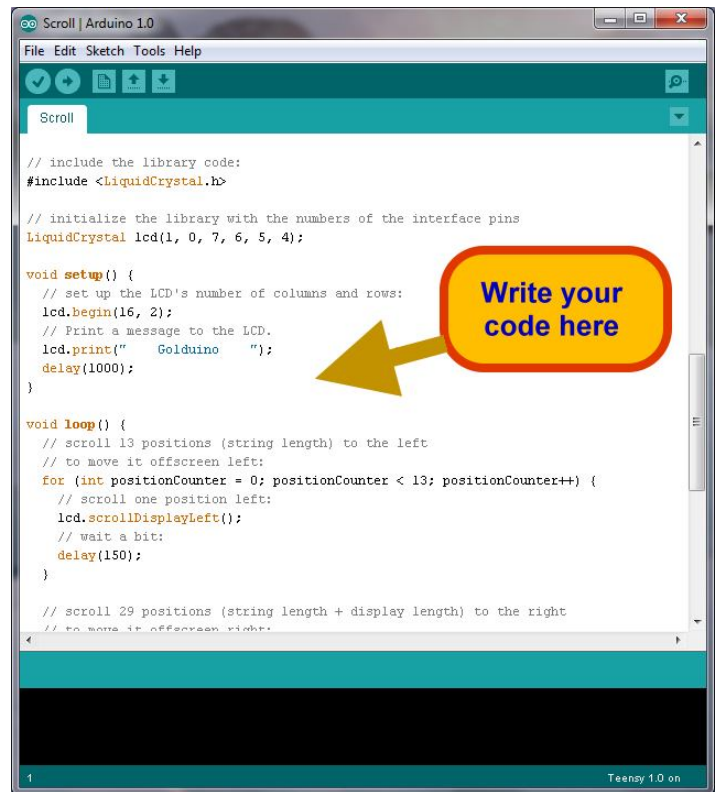 Scroll | Arduino 1.0
File Edit Sketch Tools Help
Scroll
// include the library code:
#include <LiquidCrystal.h>
// initialize the library with the numbers of the interface pins
LiquidCrystal lcd(1, 0, 7, 6, 5, 4);
void setup() {
// set up the LCD's number of columns and rows:
lcd.begin(16, 2);
// Print a message to the LCD.
lcd.print("    Golduino    ");
delay(1000);
}
Write your
code here
void loop() {
// scroll 13 positions (string length) to the left
// to move it offscreen left:
for (int positionCounter = 0; positionCounter < 13; positionCounter++) {
// scroll one position left:
lcd.scrollDisplayLeft();
// wait a bit:
delay(150);
}
// scroll 29 positions (string length + display length) to the right
// to move it offscreen right:
1
Teensy 1.0 on